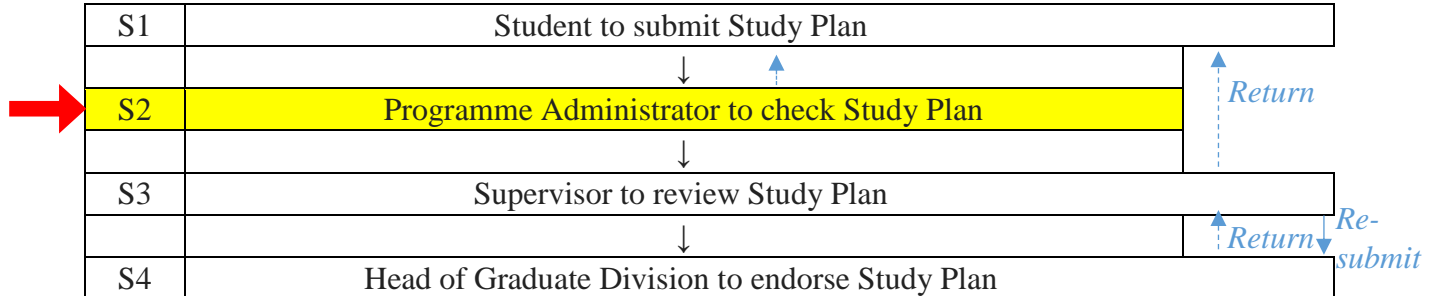 S1 Student to submit Study Plan
↓
Return
S2 Programme Administrator to check Study Plan
↓
S3 Supervisor to review Study Plan
↓ Return Re-
submit
S4 Head of Graduate Division to endorse Study Plan